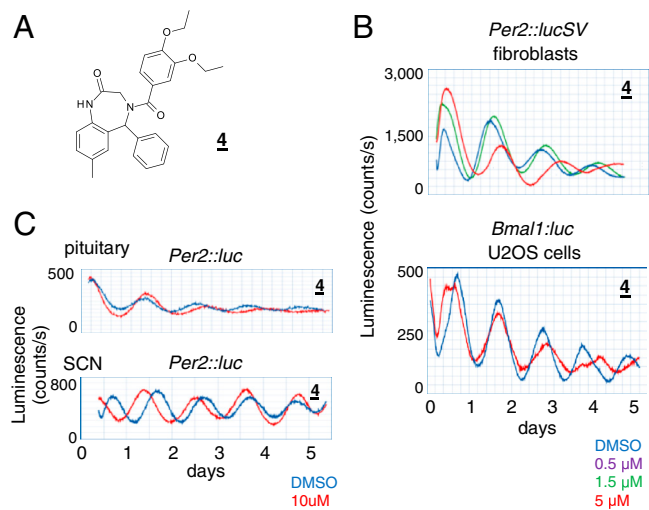 A
O
O
O
HN
N
O
4
B
Per2::lucSV
fibroblasts
3,000
4
1,500
0
Luminescence (counts/s)
Bmal1:luc
U2OS cells
500
4
250
0
0 1 2 3 4 5
days
DMSO
0.5 µM
1.5 µM
5 µM
C
pituitary
Per2::luc
500
4
0
Luminescence
(counts/s)
SCN
Per2::luc
800
4
0
0 1 2 3 4 5
days
DMSO
10uM